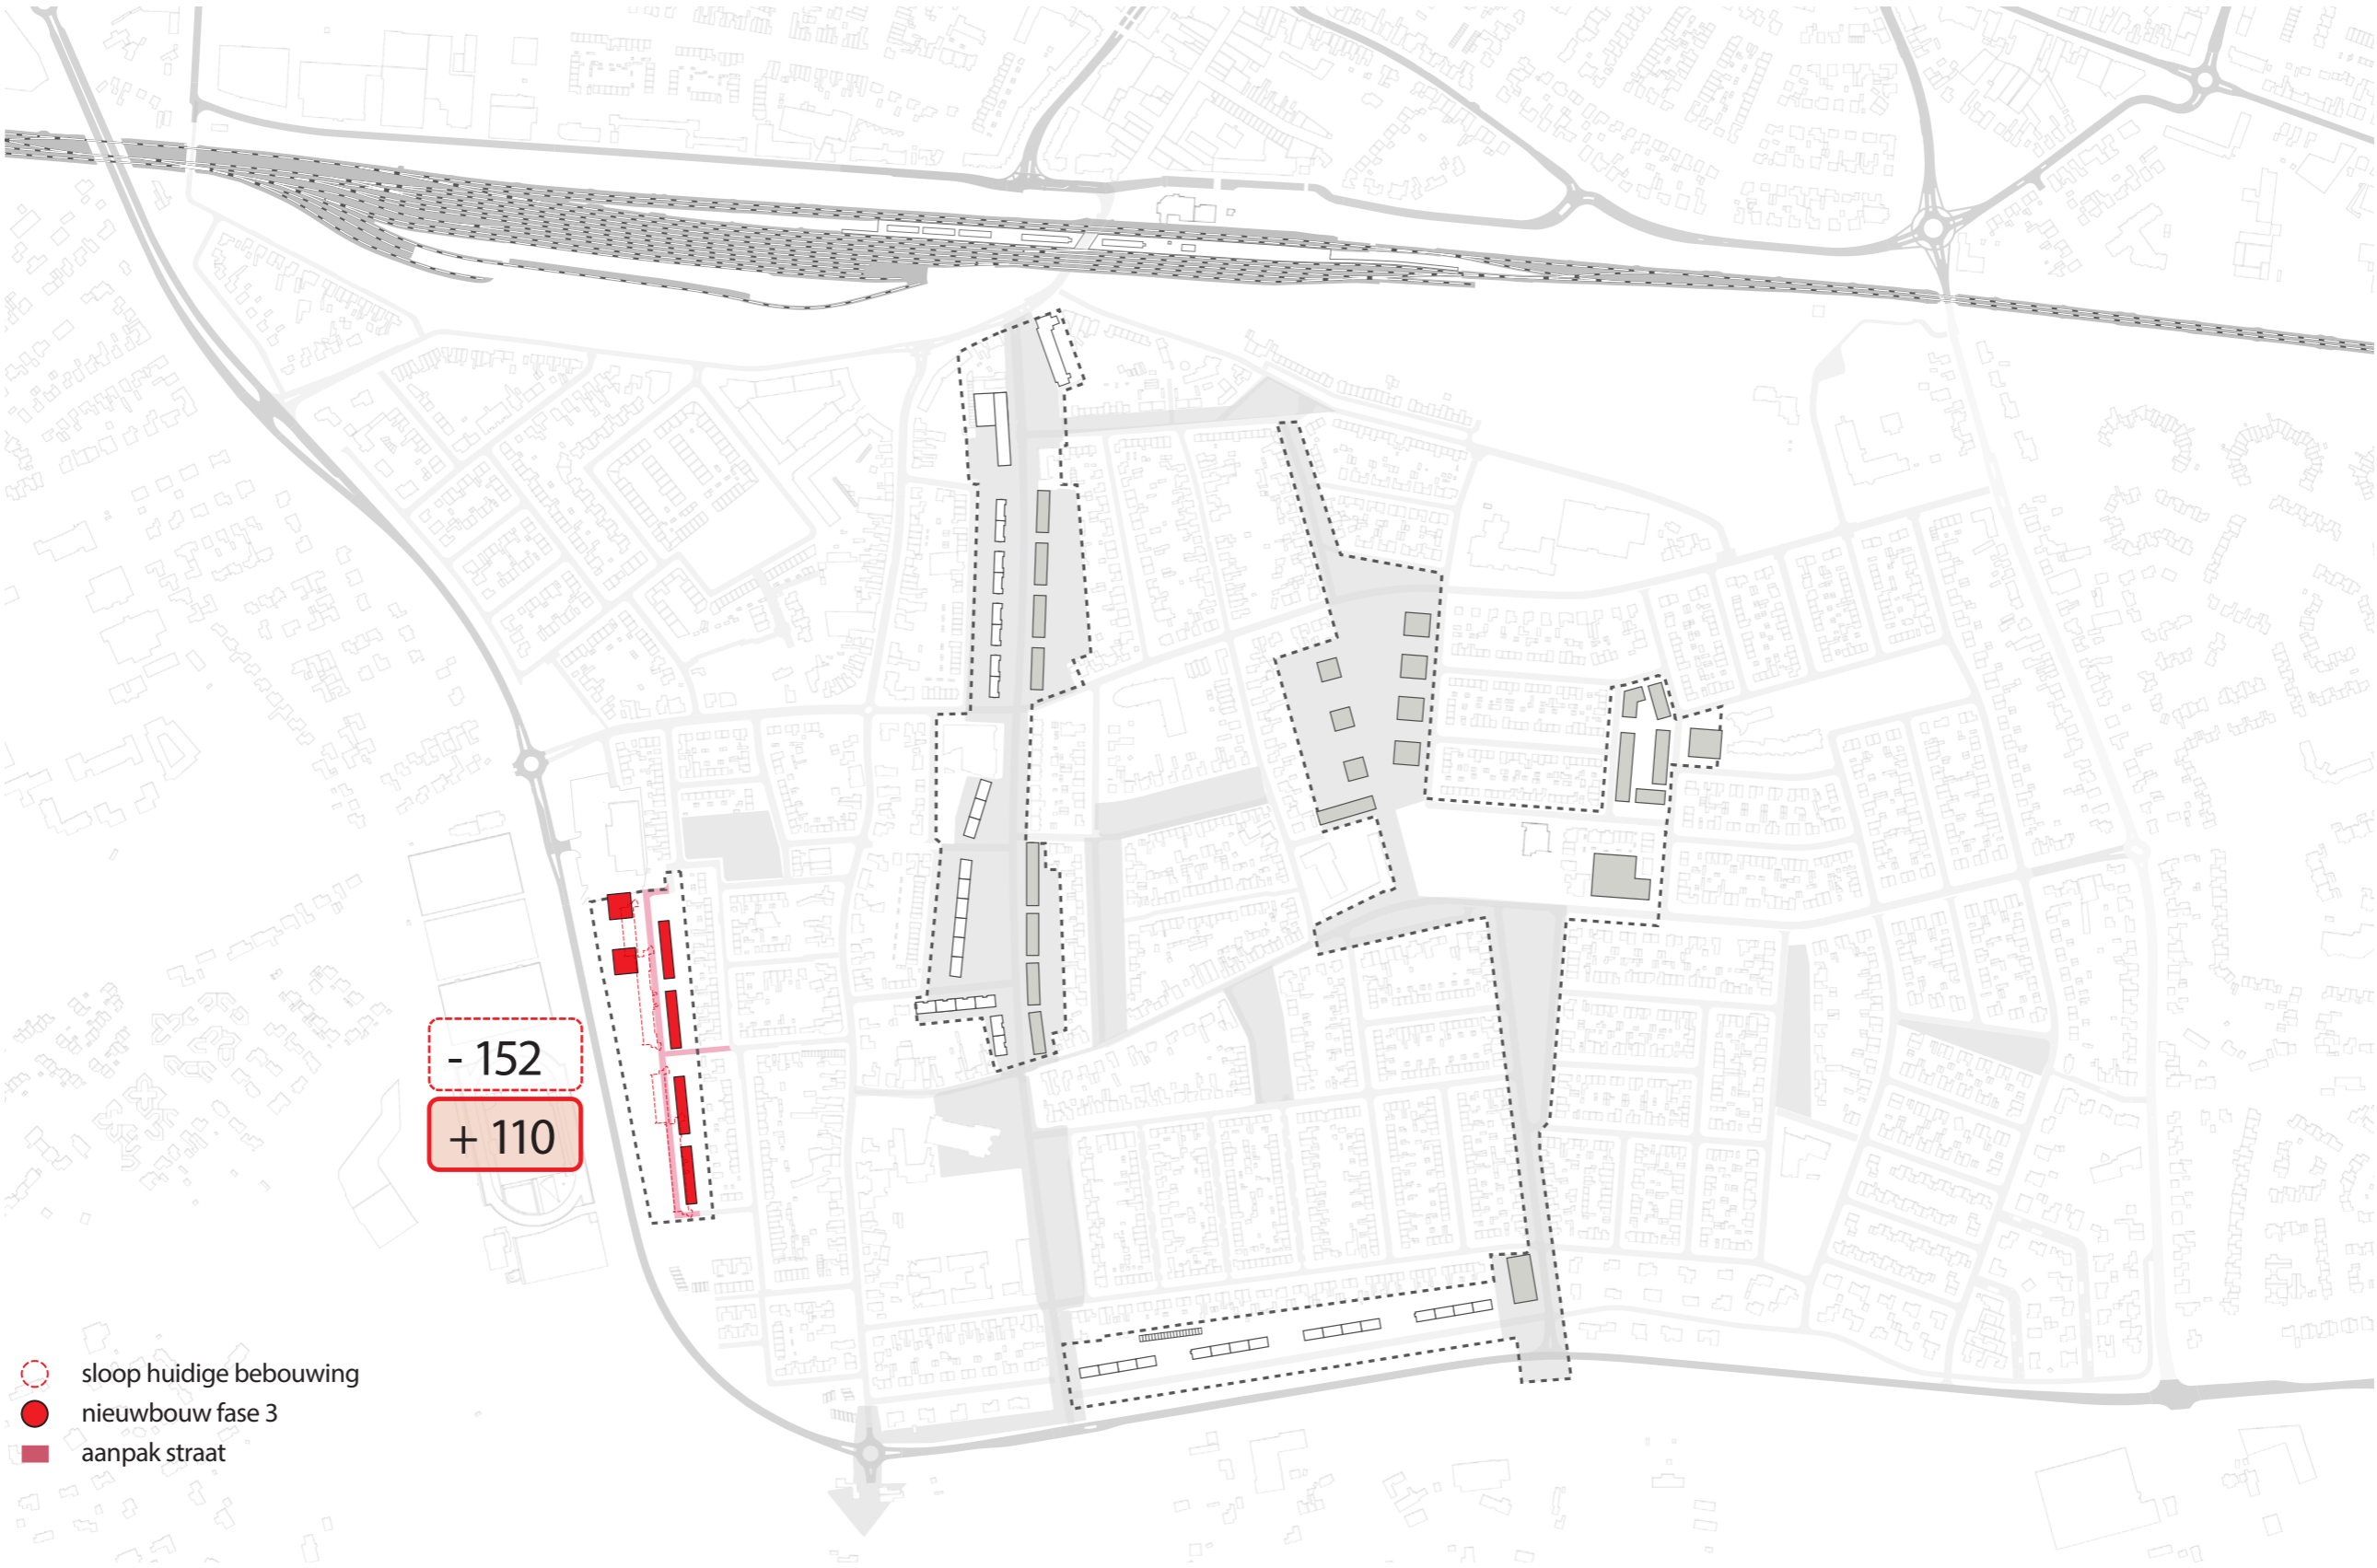 - 152
+ 110
sloop huidige bebouwing
nieuwbouw fase 3
aanpak straat